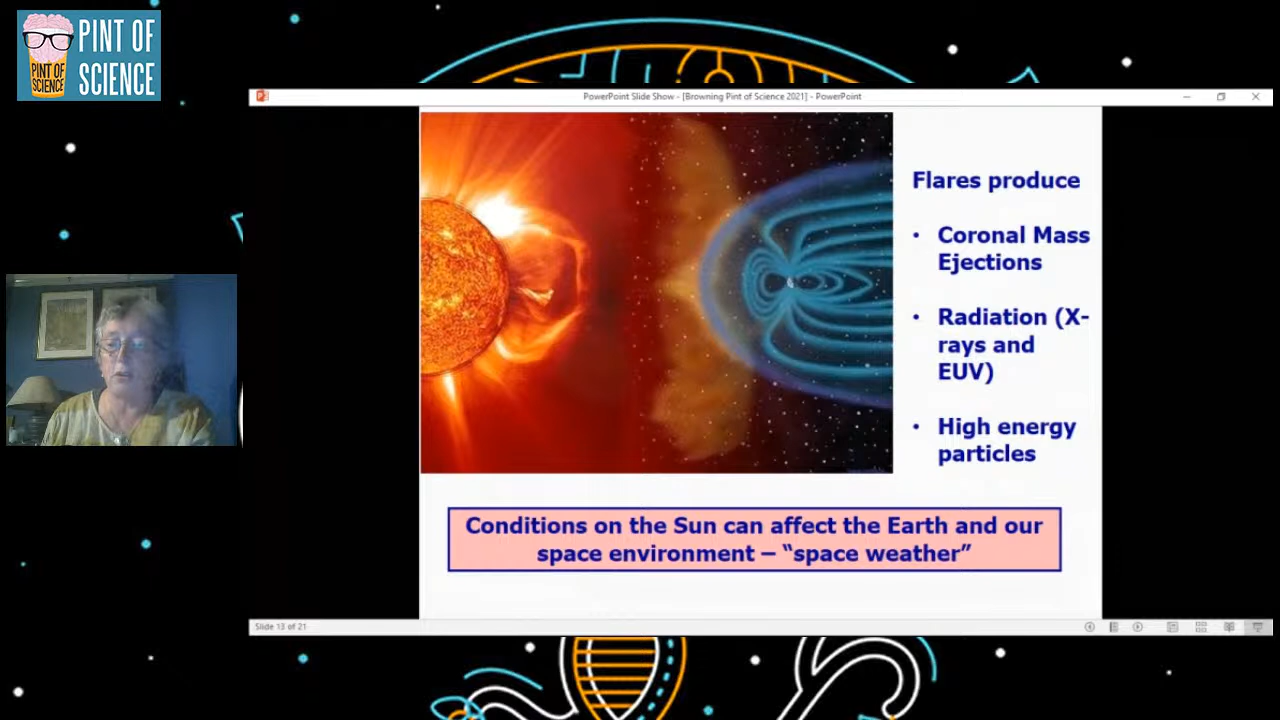 PINT OF
SCIENCE
PINT OF
SCIENCE
PowerPoint Slide Show - [Browning Pint of Science 2021] - PowerPoint
Flares produce
• Coronal Mass
Ejections
• Radiation (X-
rays and
EUV)
• High energy
particles
Conditions on the Sun can affect the Earth and our
space environment – “space weather”
Slide 13 of 21